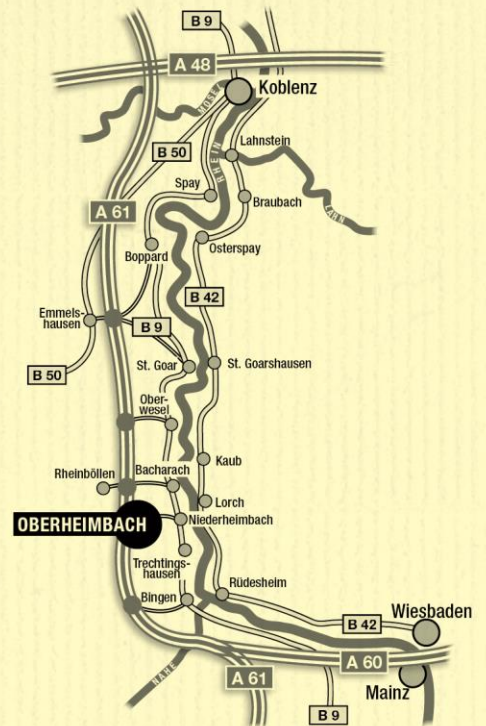 B 9
A 48
Koblenz
MOSEL
Lahnstein
B 50
RHEIN
Spay
Braubach
A 61
LAHN
Osterspay
Boppard
B 42
Emmels-
hausen
B 9
St. Goar
St. Goarshausen
B 50
Ober-
wesel
Kaub
Bacharach
Rheinböllen
Lorch
OBERHEIMBACH
Niederheimbach
Trechtings-
hausen
Rüdesheim
Bingen
Wiesbaden
B 42
A 60
NAHE
A 61
Mainz
B 9